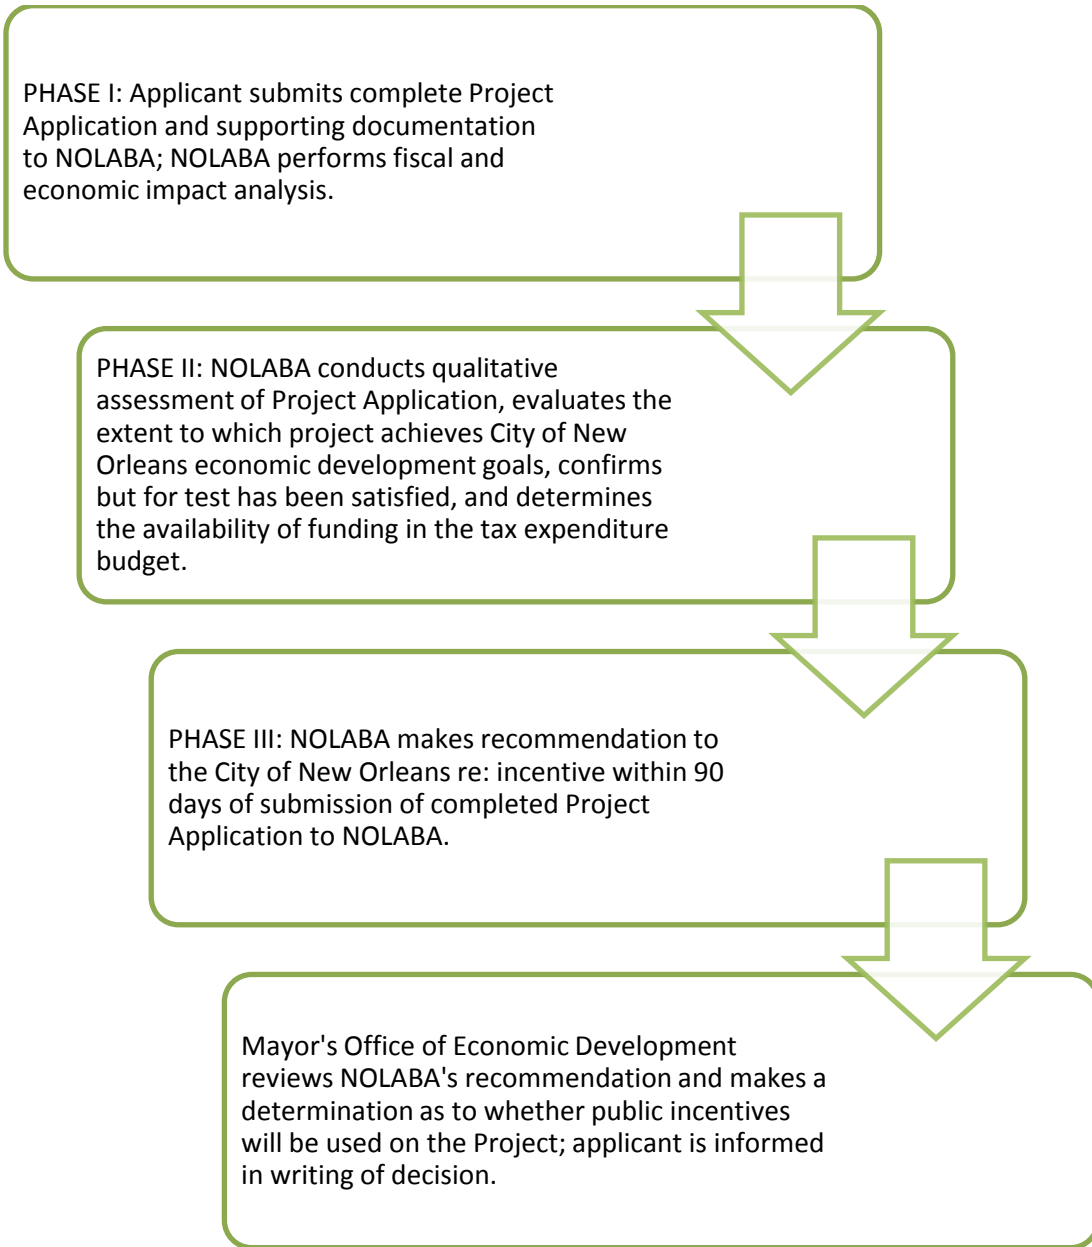 PHASE I: Applicant submits complete Project
Application and supporting documentation
to NOLABA; NOLABA performs fiscal and
economic impact analysis.
PHASE II: NOLABA conducts qualitative
assessment of Project Application, evaluates the
extent to which project achieves City of New
Orleans economic development goals, confirms
but for test has been satisfied, and determines
the availability of funding in the tax expenditure
budget.
PHASE III: NOLABA makes recommendation to
the City of New Orleans re: incentive within 90
days of submission of completed Project
Application to NOLABA.
Mayor's Office of Economic Development
reviews NOLABA's recommendation and makes a
determination as to whether public incentives
will be used on the Project; applicant is informed
in writing of decision.